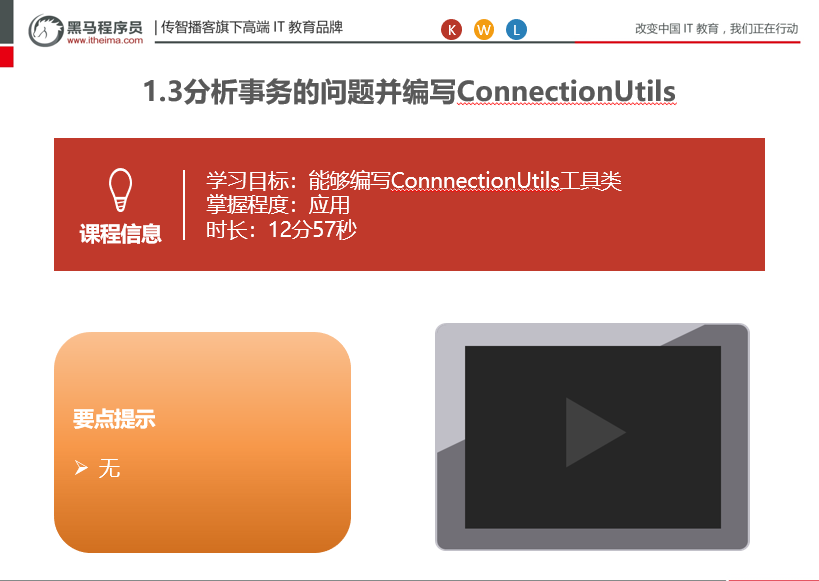 黑马程序员
www.itheima.com
传智播客旗下高端 IT 教育品牌
K
W
L
改变中国 IT 教育，我们正在行动
1.3分析事务的问题并编写ConnectionUtils
课程信息
学习目标：能够编写ConnnectionUtils工具类
掌握程度：应用
时长：12分57秒
要点提示
➢ 无